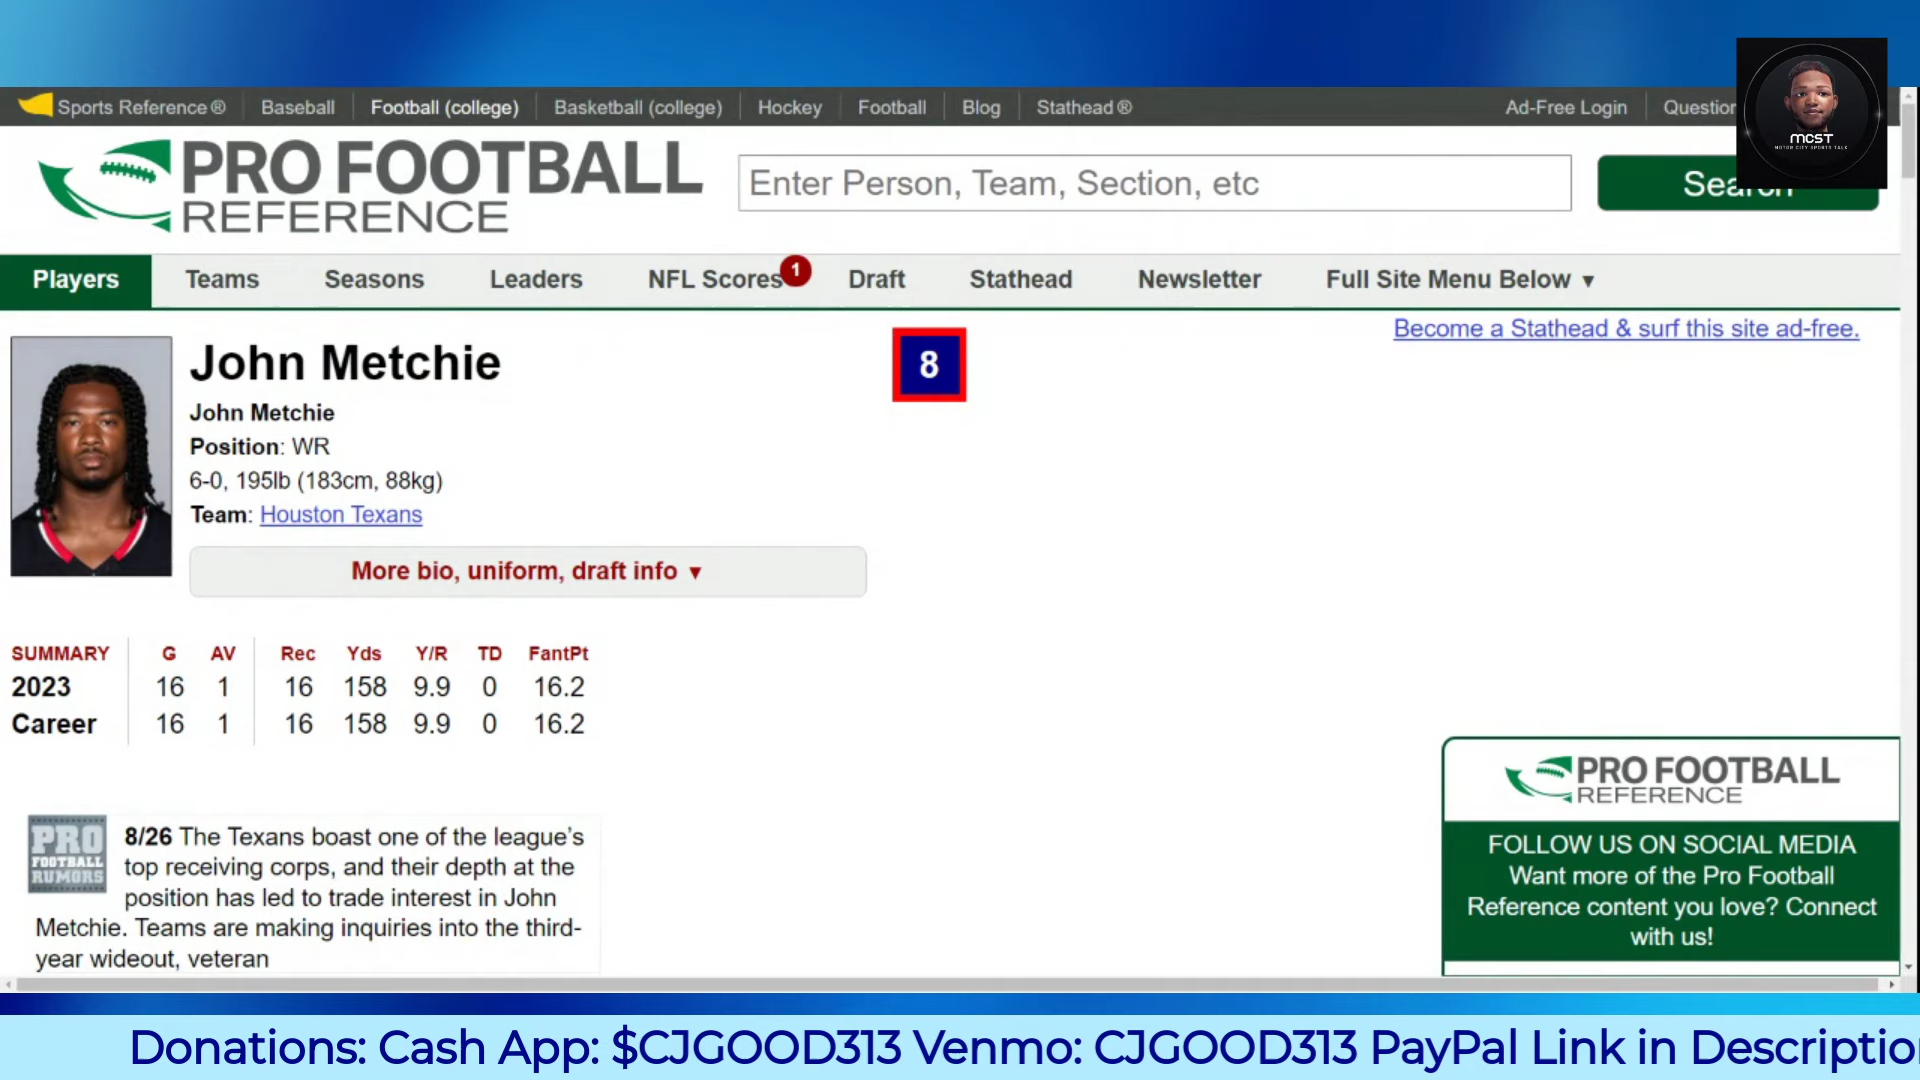 Sports Reference ® Baseball Football (college) Basketball (college) Hockey Football Blog Stathead ® Ad-Free Login
PRO FOOTBALL
REFERENCE
Enter Person, Team, Section, etc
MCST
MOTOR CITY SPORTS TALK
Players Teams Seasons Leaders NFL Scores 1 Draft Stathead Newsletter Full Site Menu Below ▼
Become a Stathead & surf this site ad-free.
John Metchie
8
John Metchie
Position: WR
6-0, 195lb (183cm, 88kg)
Team: Houston Texans
More bio, uniform, draft info ▼
SUMMARY G AV Rec Yds Y/R TD FantPt
2023 16 1 16 158 9.9 0 16.2
Career 16 1 16 158 9.9 0 16.2
PRO
FOOTBALL
RUMORS
8/26 The Texans boast one of the league's
top receiving corps, and their depth at the
position has led to trade interest in John
Metchie. Teams are making inquiries into the third-
year wideout, veteran
PRO FOOTBALL
REFERENCE
FOLLOW US ON SOCIAL MEDIA
Want more of the Pro Football
Reference content you love? Connect
with us!
Donations: Cash App: $CJGOOD313 Venmo: CJGOOD313 PayPal Link in